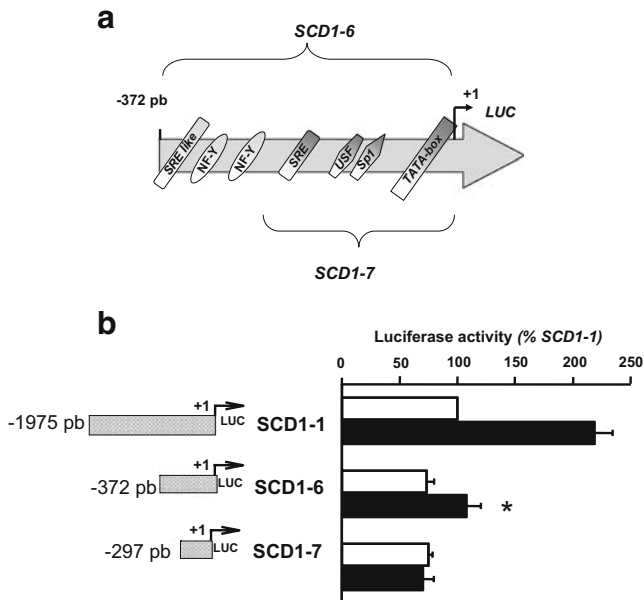 a
SCD1-6
-372 pb
+1
LUC
SRE like
NF-Y
NF-Y
SRE
USF
Sp1
TATA-box
SCD1-7
b
Luciferase activity (% SCD1-1)
0 50 100 150 200 250
+1
-1975 pb
LUC
SCD1-1
+1
-372 pb
LUC
SCD1-6
*
+1
-297 pb
LUC
SCD1-7